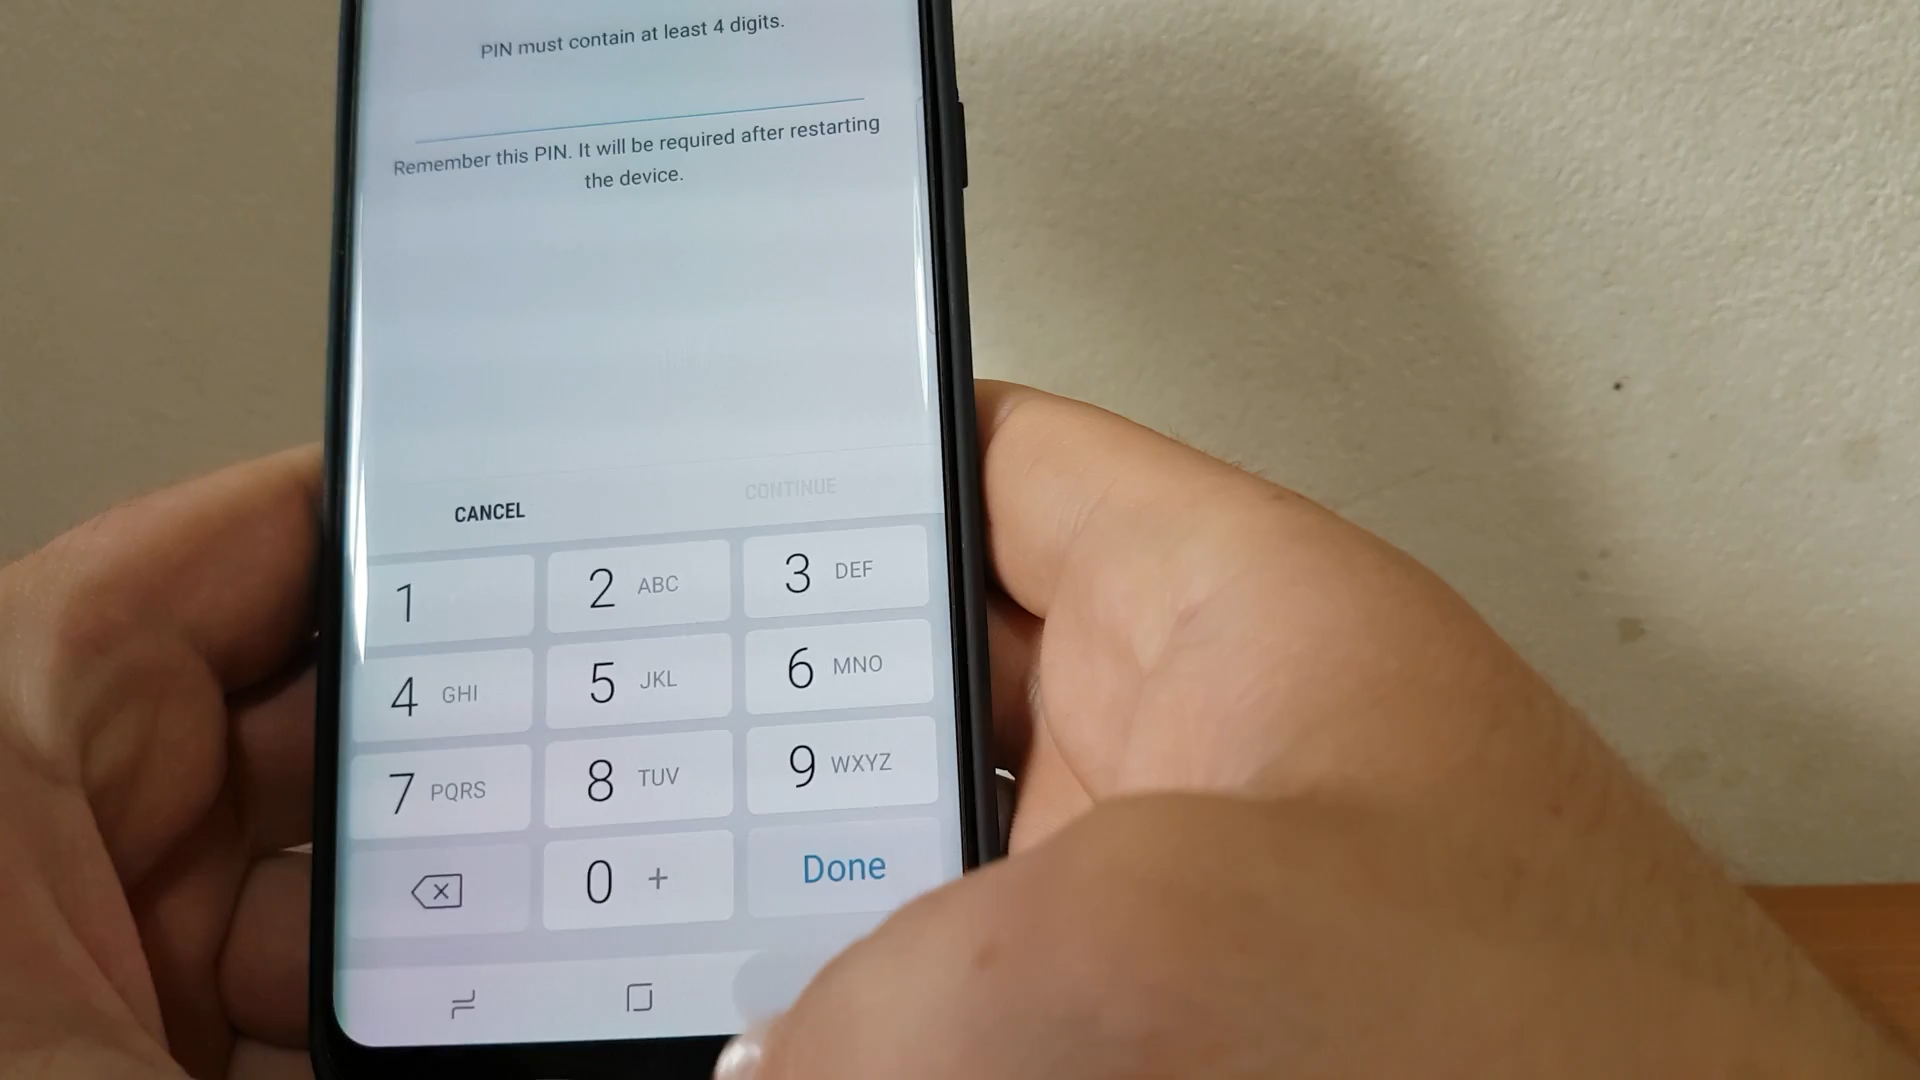 PIN must contain at least 4 digits.
Remember this PIN. It will be required after restarting
the device.
CANCEL CONTINUE
1 2 ABC 3 DEF
4 GHI 5 JKL 6 MNO
7 PQRS 8 TUV 9 WXYZ
0 + Done